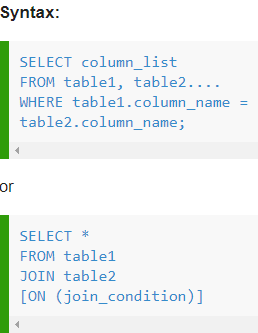 Syntax:
SELECT column_list
FROM table1, table2....
WHERE table1.column_name =
table2.column_name;
or
SELECT *
FROM table1
JOIN table2
[ON (join_condition)]